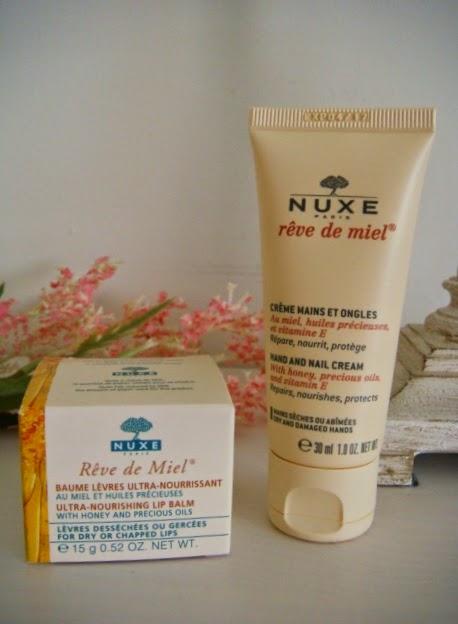 NUXE
PARIS
rêve de miel®
CRÈME MAINS ET ONGLES
Au miel, huiles précieuses,
et vitamine E
Répare, nourrit, protège
HAND AND NAIL CREAM
With honey, precious oils,
and vitamin E
Repairs, nourishes, protects
MAINS SÈCHES OU ABÎMÉES
DRY AND DAMAGED HANDS
e 30 ml 1.0 OZ. NET WT.
NUXE
PARIS
Rêve de Miel®
BAUME LÈVRES ULTRA-NOURRISSANT
AU MIEL ET HUILES PRÉCIEUSES
ULTRA-NOURISHING LIP BALM
WITH HONEY AND PRECIOUS OILS
LÈVRES DESSÉCHÉES OU GERCÉES
FOR DRY OR CHAPPED LIPS
e 15 g 0.52 OZ. NET WT.